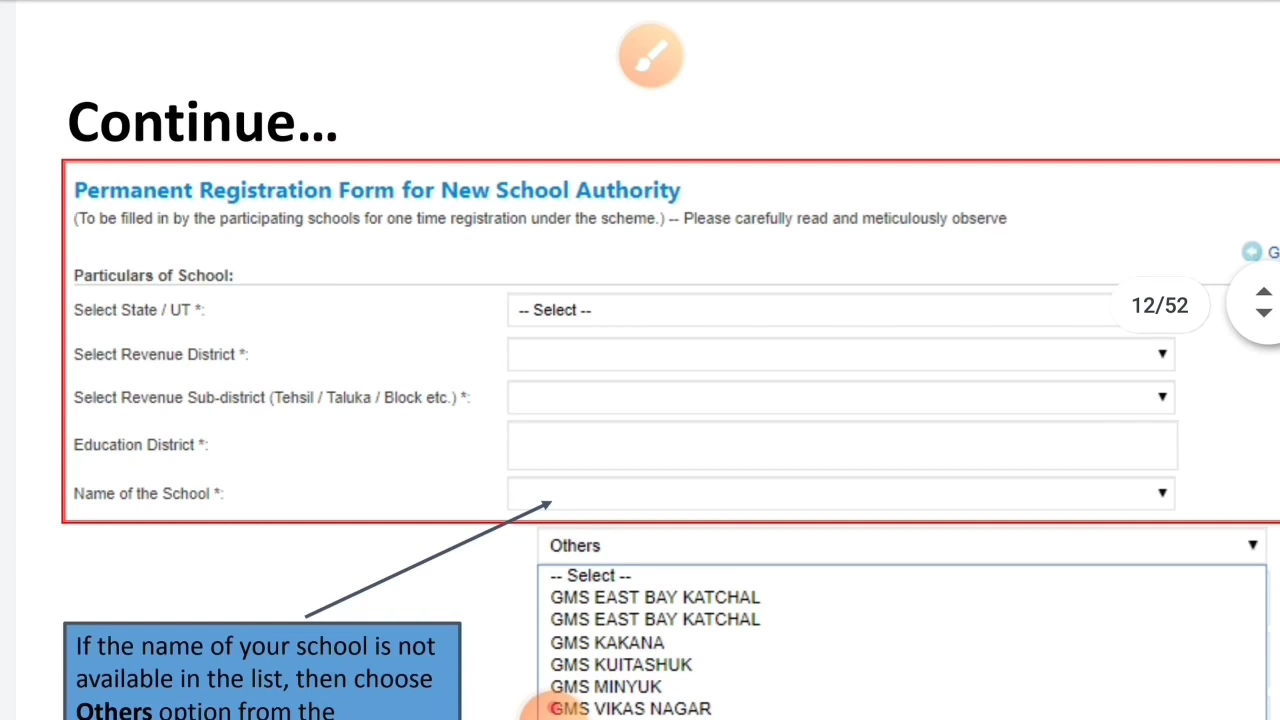 Continue...
Permanent Registration Form for New School Authority
(To be filled in by the participating schools for one time registration under the scheme.) -- Please carefully read and meticulously observe
G
Particulars of School:
Select State / UT *:
-- Select --
12/52
Select Revenue District *:
Select Revenue Sub-district (Tehsil / Taluka / Block etc.) *:
Education District *:
Name of the School *:
Others
-- Select --
GMS EAST BAY KATCHAL
GMS EAST BAY KATCHAL
GMS KAKANA
GMS KUITASHUK
GMS MINYUK
GMS VIKAS NAGAR
If the name of your school is not
available in the list, then choose
Others option from the